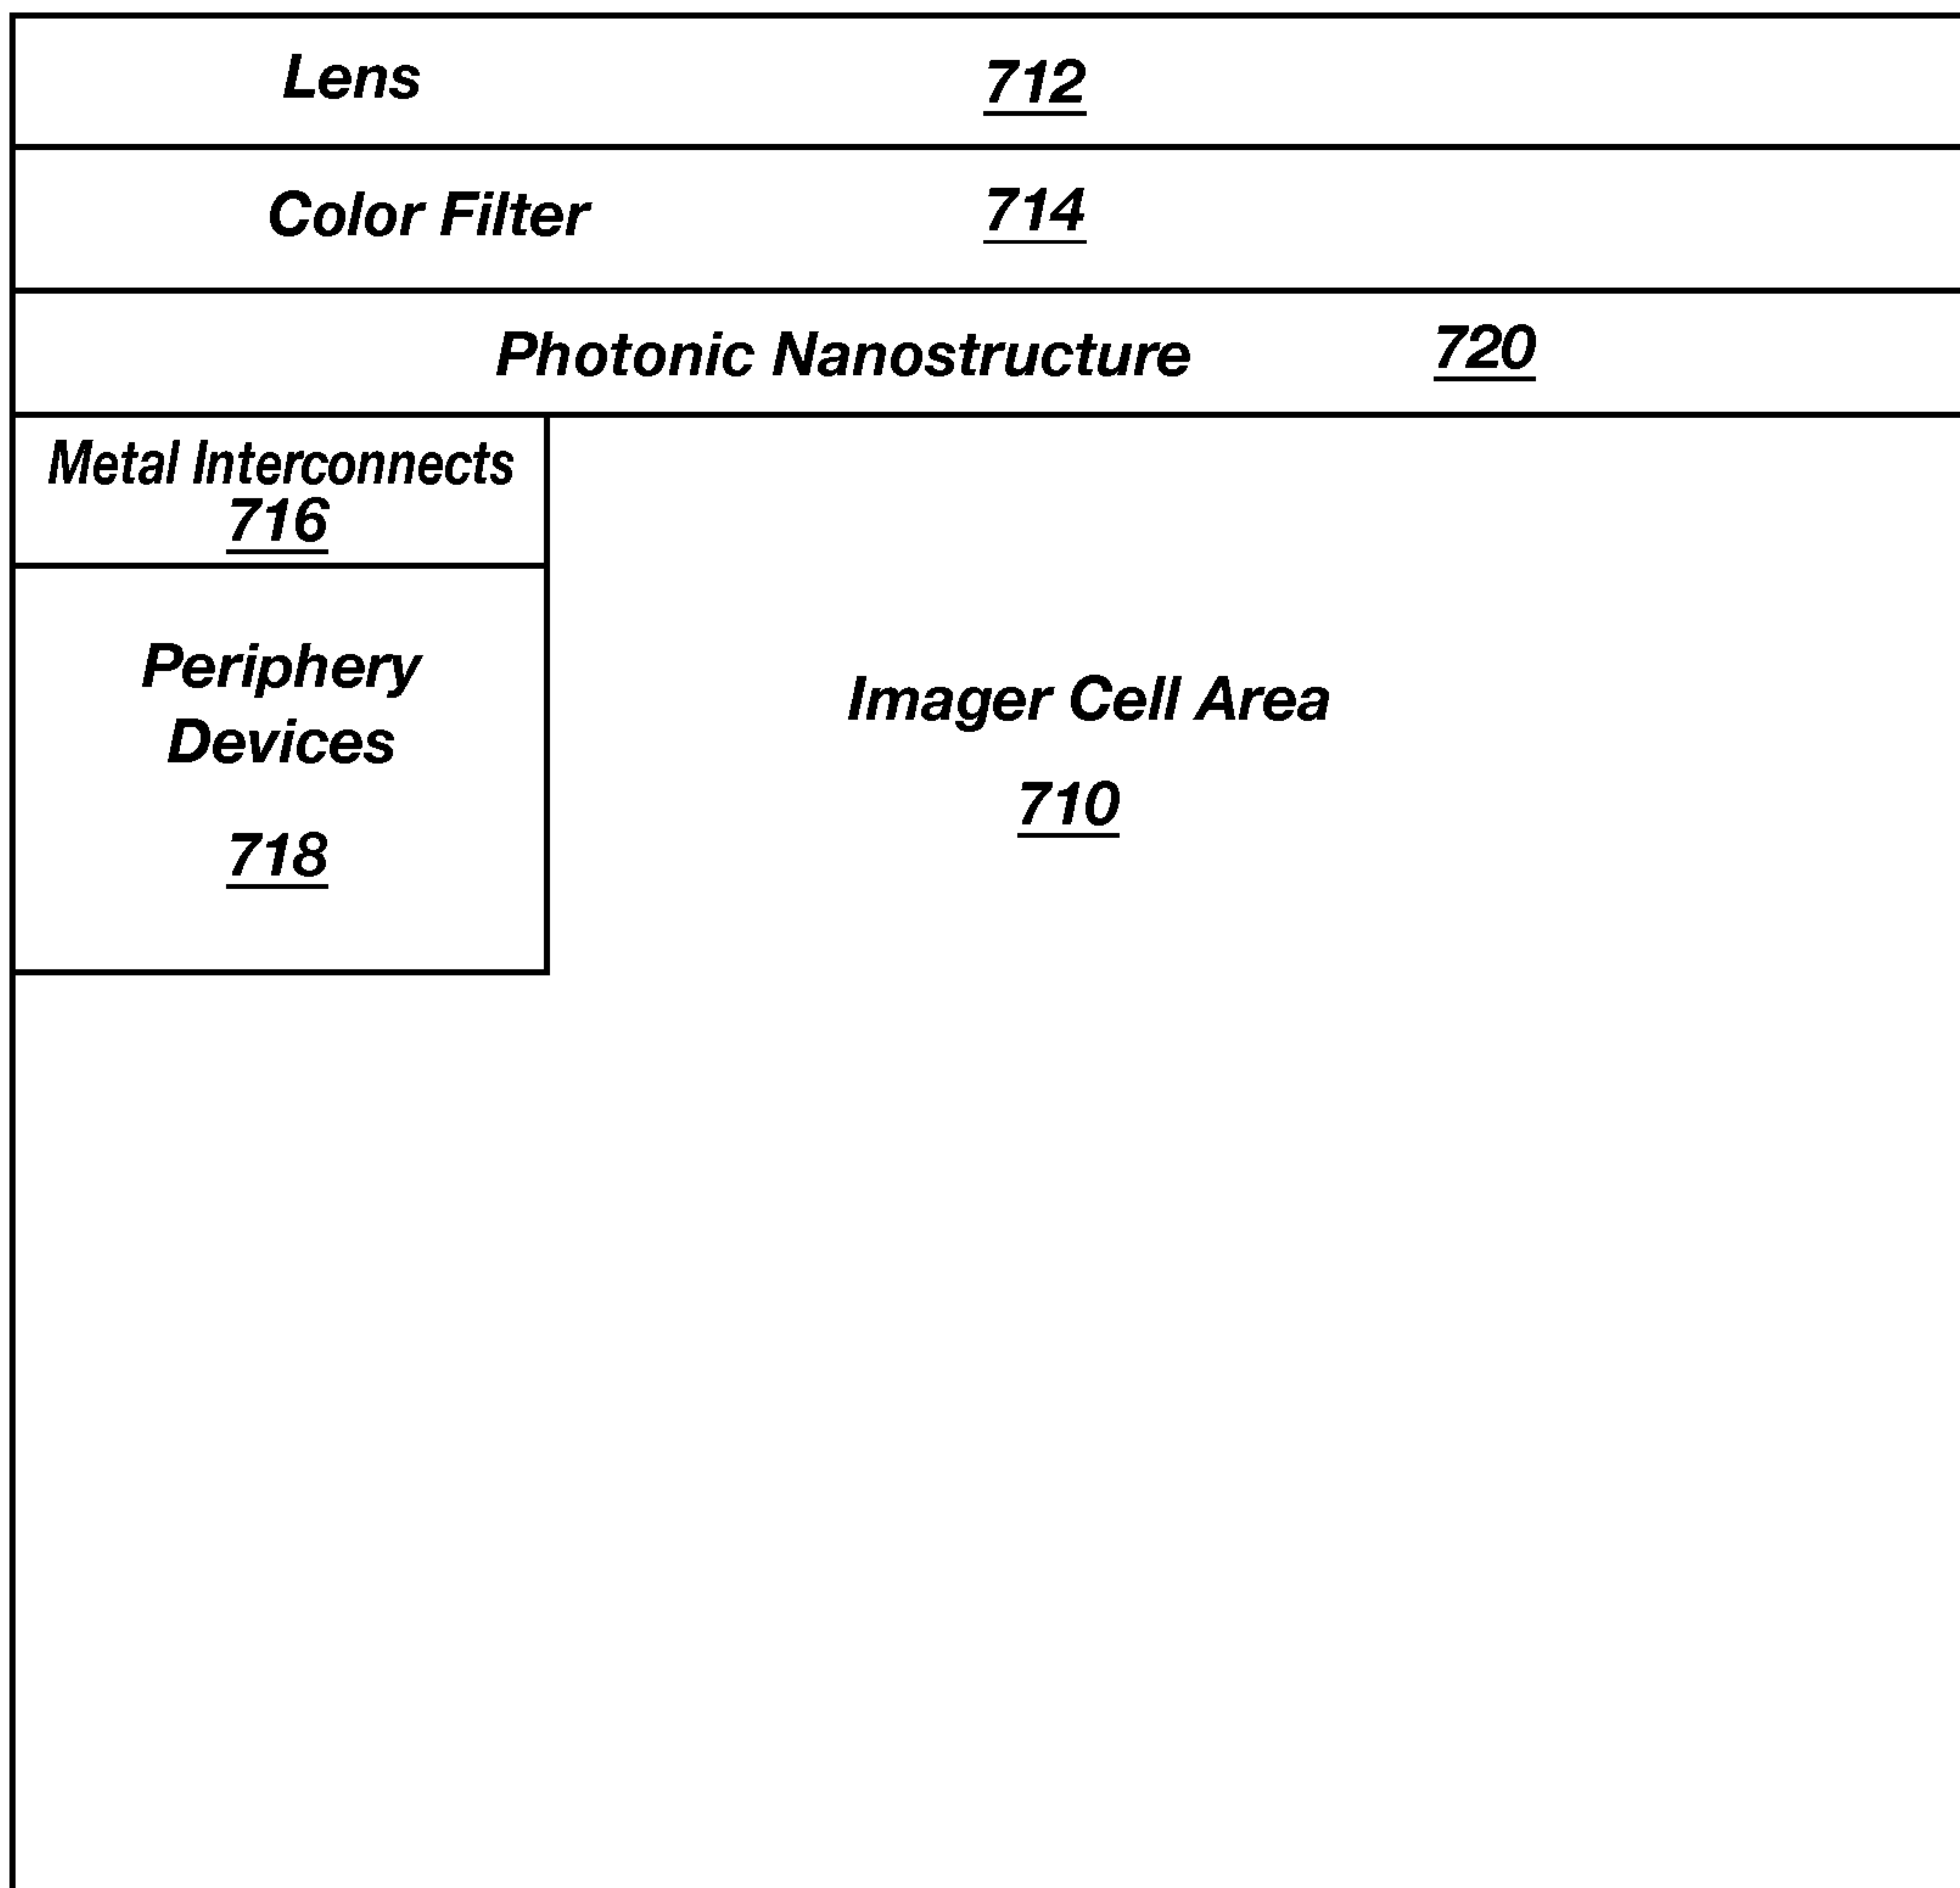 Lens 712
Color Filter 714
Photonic Nanostructure 720
Metal Interconnects
716
Periphery
Devices
718
Imager Cell Area
710